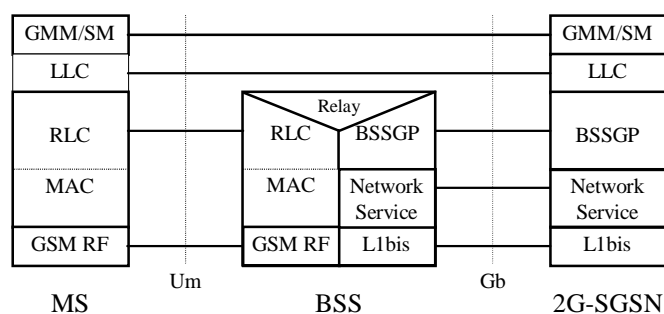 GMM/SM
GMM/SM
LLC
LLC
Relay
RLC
RLC
BSSGP
BSSGP
MAC
MAC
Network
Service
Network
Service
GSM RF
GSM RF
L1bis
L1bis
Um
Gb
MS
BSS
2G-SGSN